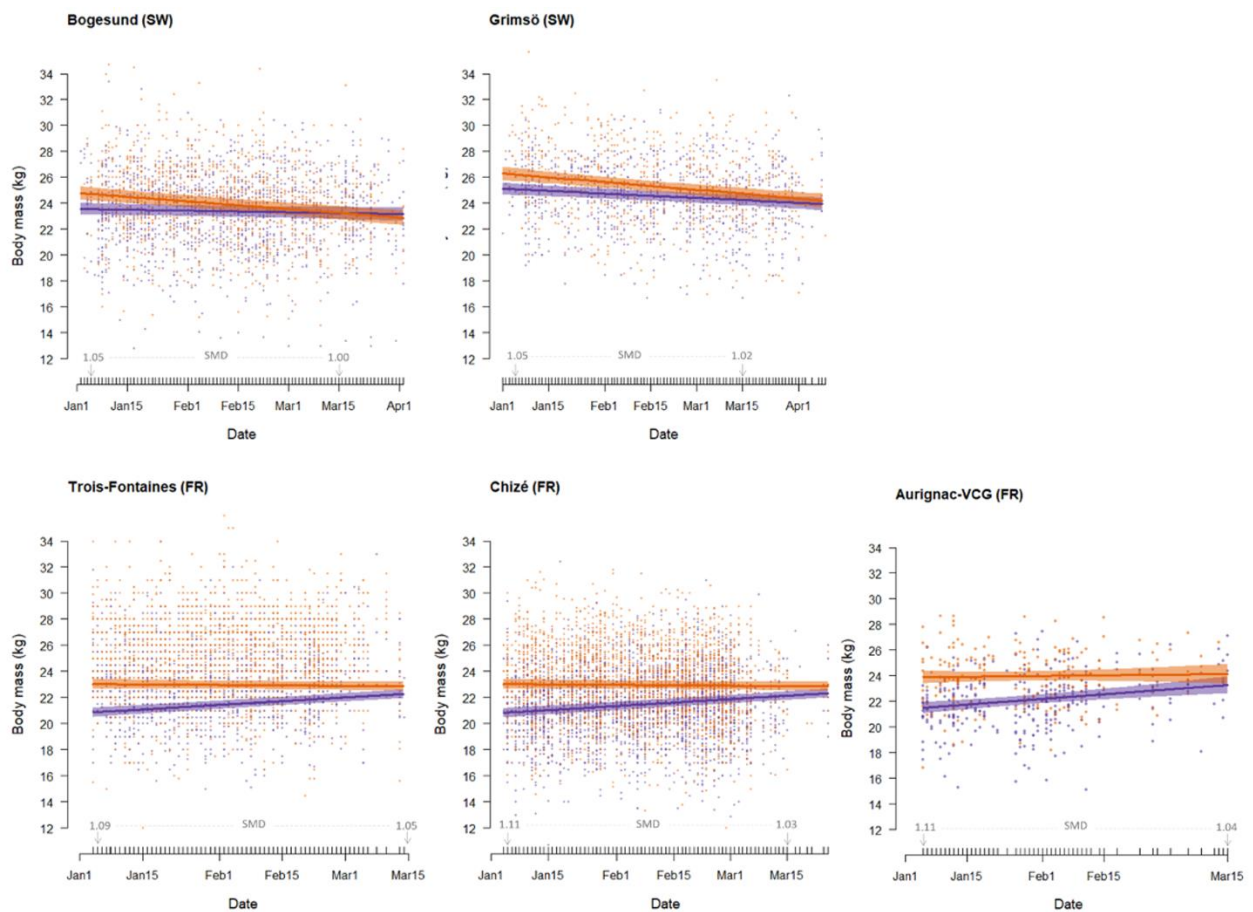 Bogesund (SW)
Body mass (kg)
34
32
30
28
26
24
22
20
18
16
14
12
1.05 SMD 1.00
Jan1 Jan15 Feb1 Feb15 Mar1 Mar15 Apr1
Date
Grimsö (SW)
34
32
30
28
26
24
22
20
18
16
14
12
1.05 SMD 1.02
Jan1 Jan15 Feb1 Feb15 Mar1 Mar15 Apr1
Date
Trois-Fontaines (FR)
Body mass (kg)
34
32
30
28
26
24
22
20
18
16
14
12
1.09 SMD 1.05
Jan1 Jan15 Feb1 Feb15 Mar1 Mar15
Date
Chizé (FR)
Body mass (kg)
34
32
30
28
26
24
22
20
18
16
14
12
1.11 SMD 1.03
Jan1 Jan15 Feb1 Feb15 Mar1 Mar15
Date
Aurignac-VCG (FR)
Body mass (kg)
34
32
30
28
26
24
22
20
18
16
14
12
1.11 SMD 1.04
Jan1 Jan15 Feb1 Feb15 Mar15
Date